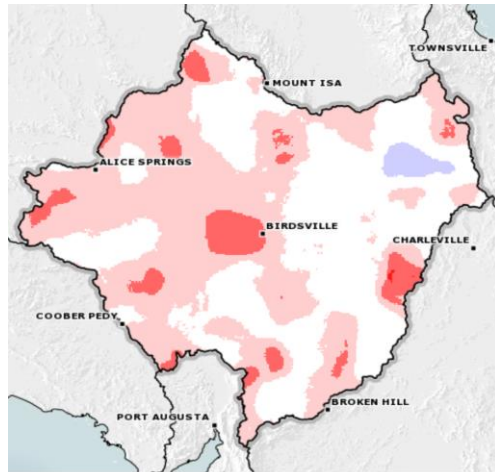 TOWNSVILLE
MOUNT ISA
ALICE SPRINGS
BIRDSVILLE
CHARLEVILLE
COOBER PEDY
BROKEN HILL
PORT AUGUSTA